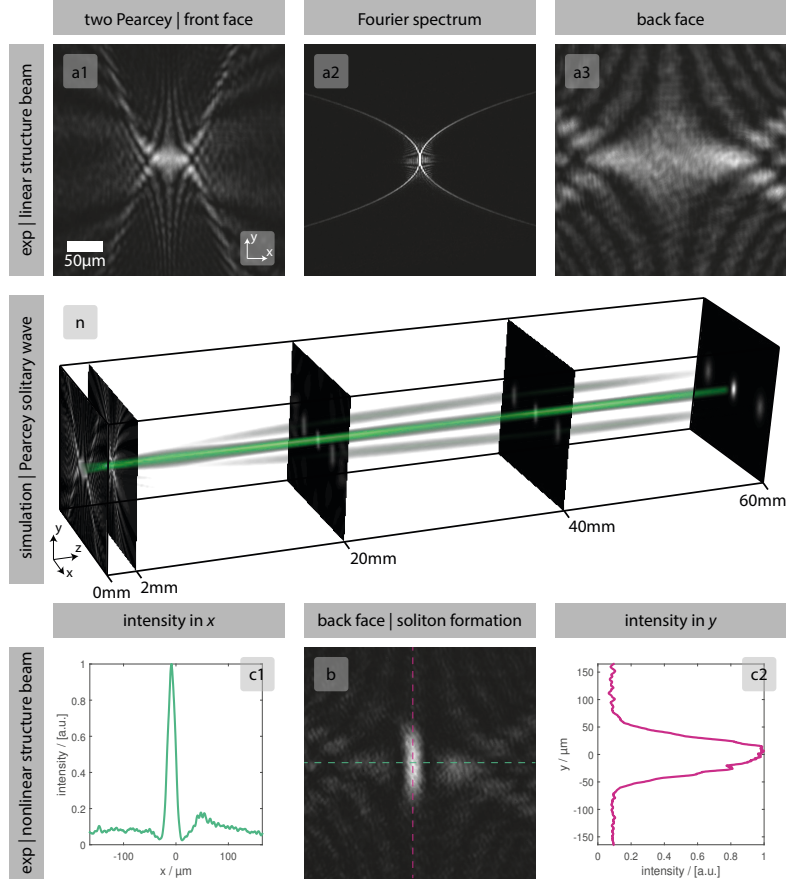 two Pearcey | front face
Fourier spectrum
back face
exp | linear structure beam
a1
a2
a3
50µm
y
x
simulation | Pearcey solitary wave
n
y
z
x
0mm
2mm
20mm
40mm
60mm
intensity in x
back face | soliton formation
intensity in y
exp | nonlinear structure beam
c1
1
0.8
0.6
0.4
0.2
0
intensity / [a.u.]
-100
0
100
x / µm
b
c2
150
100
50
0
-50
-100
-150
y / µm
0
0.2
0.4
0.6
0.8
1
intensity / [a.u.]